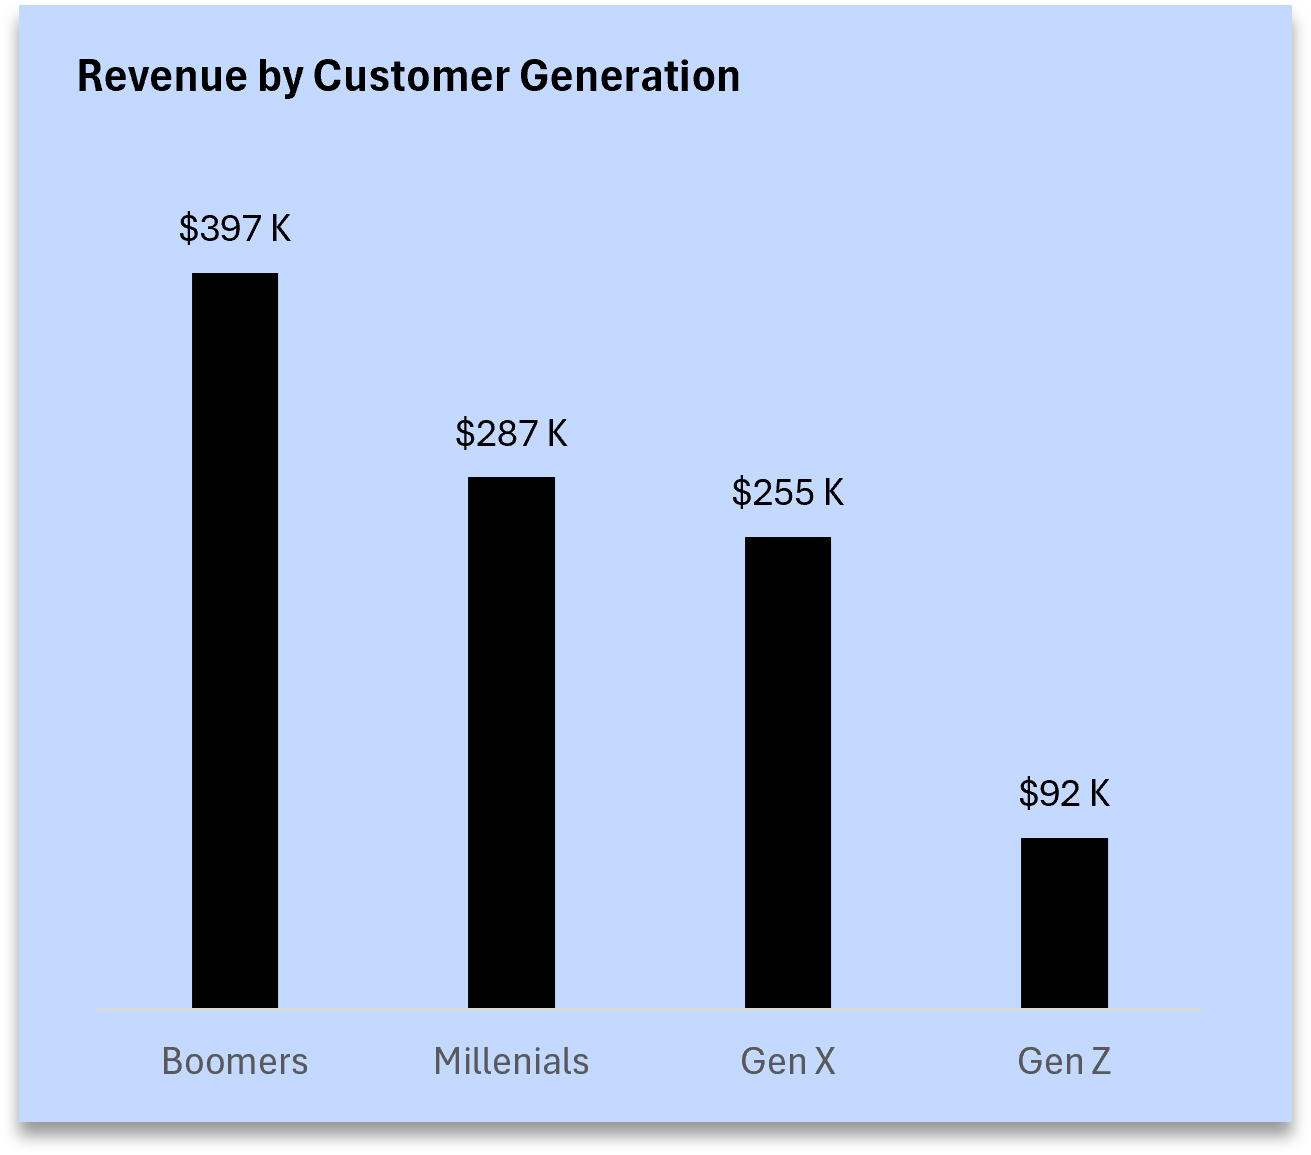 Revenue by Customer Generation
$397 K
$287 K
$255 K
$92 K
Boomers
Millenials
Gen X
Gen Z